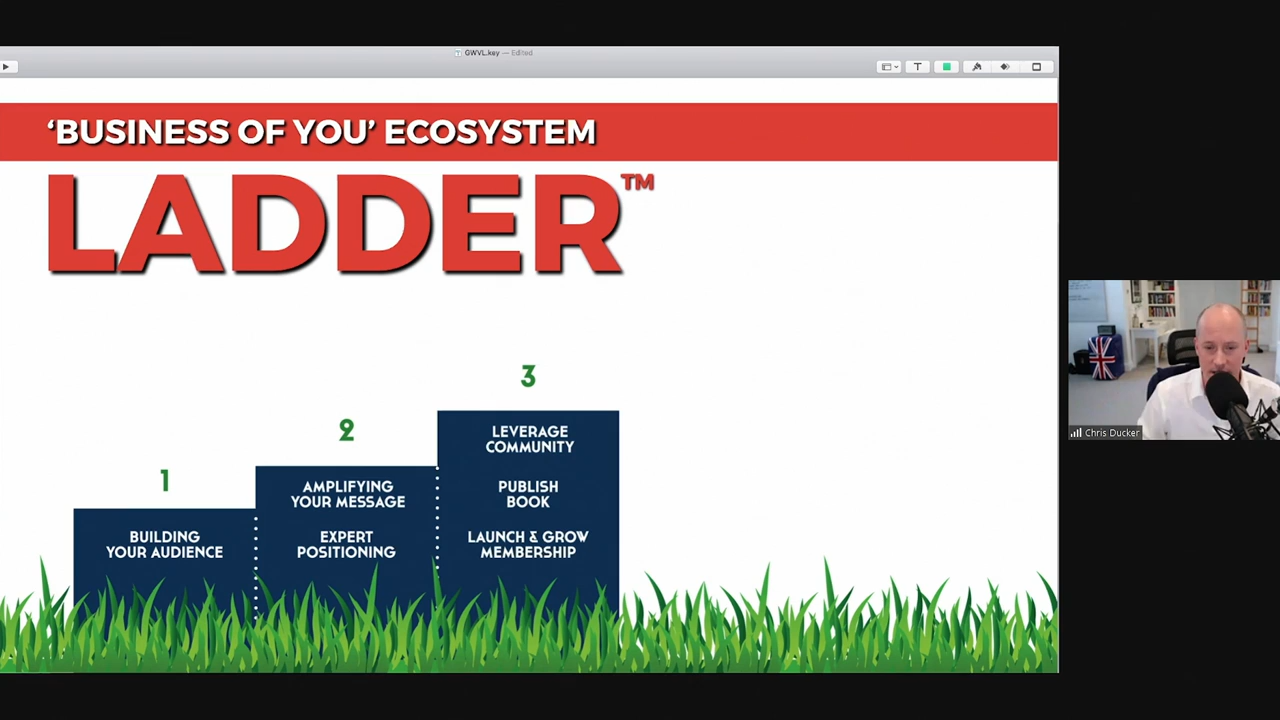 GWVL.key — Edited
‘BUSINESS OF YOU’ ECOSYSTEM
LADDER™
3
LEVERAGE
COMMUNITY
PUBLISH
BOOK
LAUNCH & GROW
MEMBERSHIP
2
AMPLIFYING
YOUR MESSAGE
EXPERT
POSITIONING
1
BUILDING
YOUR AUDIENCE
Chris Ducker